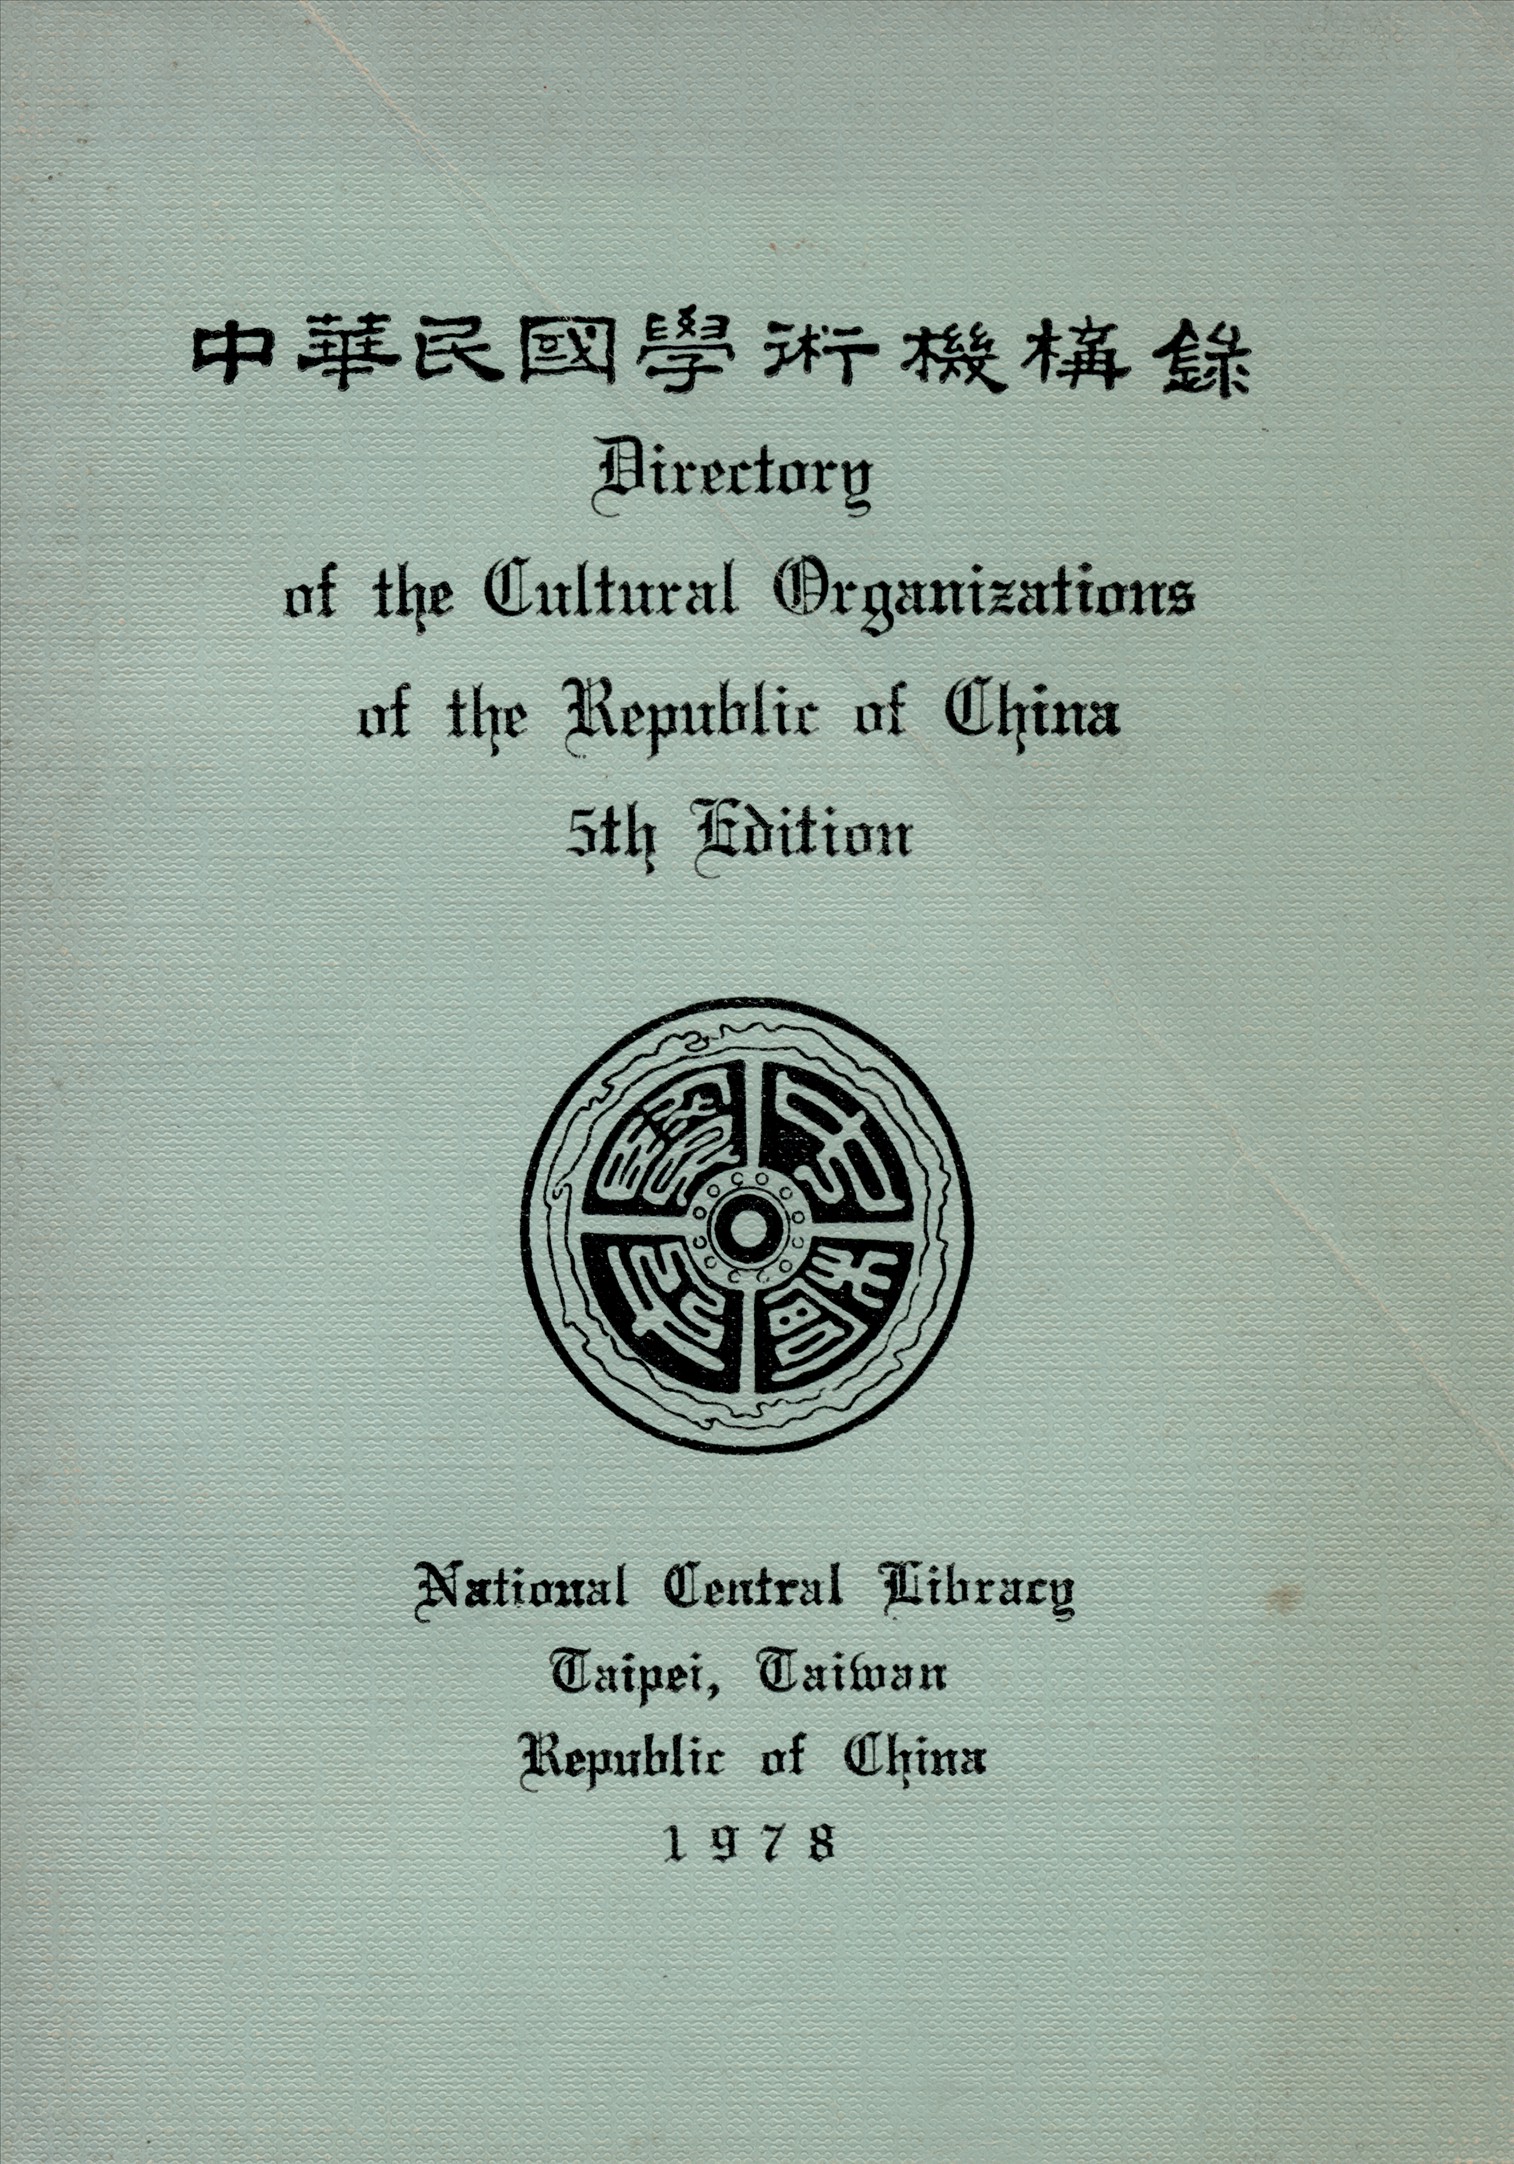 中華民國學術機構錄
Directory
of the Cultural Organizations
of the Republic of China
5th Edition
National Central Library
Taipei, Taiwan
Republic of China
1978